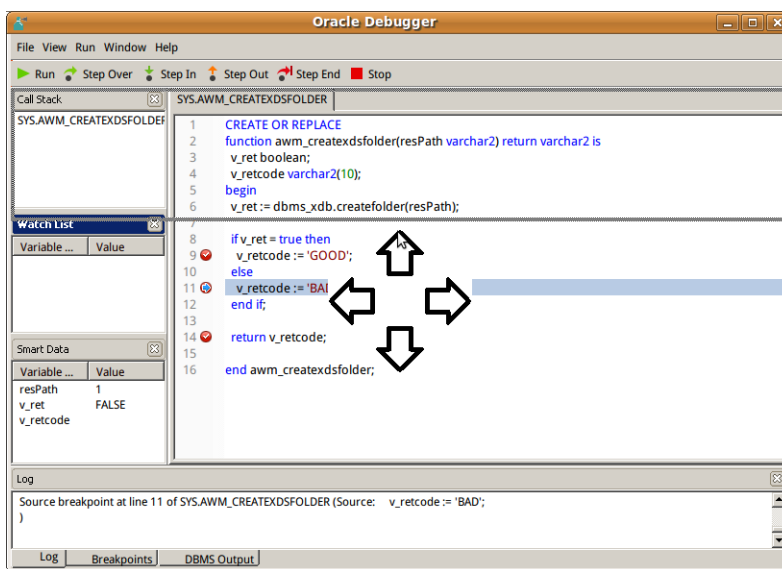 Oracle Debugger
File View Run Window Help
Run Step Over Step In Step Out Step End Stop
Call Stack
SYS.AWM_CREATEXDSFOLDER
SYS.AWM_CREATEXDSFOLDER
1 CREATE OR REPLACE
2 function awm_createxdsfolder(resPath varchar2) return varchar2 is
3 v_ret boolean;
4 v_retcode varchar2(10);
5 begin
6 v_ret := dbms_xdb.createfolder(resPath);
7
8 if v_ret = true then
9 v_retcode := 'GOOD';
10 else
11 v_retcode := 'BAD
12 end if;
13
14 return v_retcode;
15
16 end awm_createxdsfolder;
Watch List
Variable ... Value
Smart Data
Variable ... Value
resPath 1
v_ret FALSE
v_retcode
Log
Source breakpoint at line 11 of SYS.AWM_CREATEXDSFOLDER (Source: v_retcode := 'BAD';
)
Log Breakpoints DBMS Output